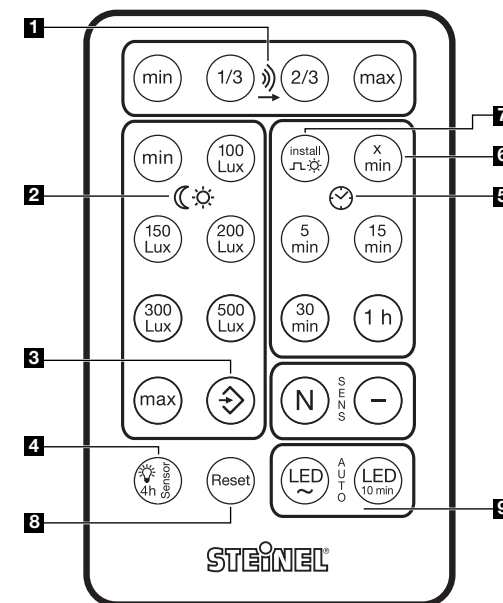 1
min 1/3 2/3 max
7
min 100 Lux
install x min
6
2
5
150 Lux 200 Lux
5 min 15 min
300 Lux 500 Lux
30 min 1 h
3
max
N SENS −
4
4h Sensor Reset
LED ~ AUTO LED 10 min
8
9
STEINEL®